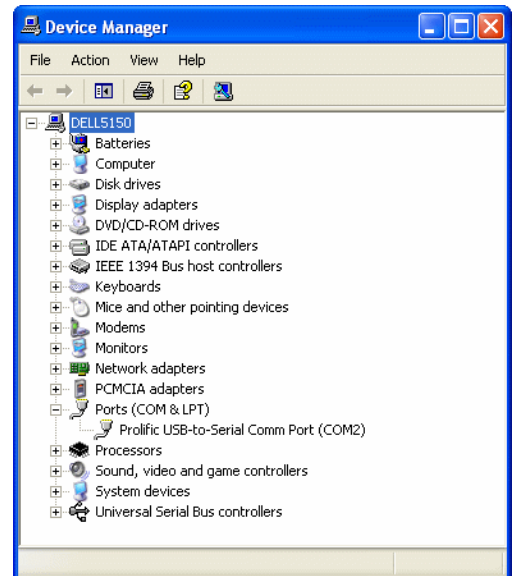 Device Manager
File Action View Help
DELL5150
Batteries
Computer
Disk drives
Display adapters
DVD/CD-ROM drives
IDE ATA/ATAPI controllers
IEEE 1394 Bus host controllers
Keyboards
Mice and other pointing devices
Modems
Monitors
Network adapters
PCMCIA adapters
Ports (COM & LPT)
Prolific USB-to-Serial Comm Port (COM2)
Processors
Sound, video and game controllers
System devices
Universal Serial Bus controllers